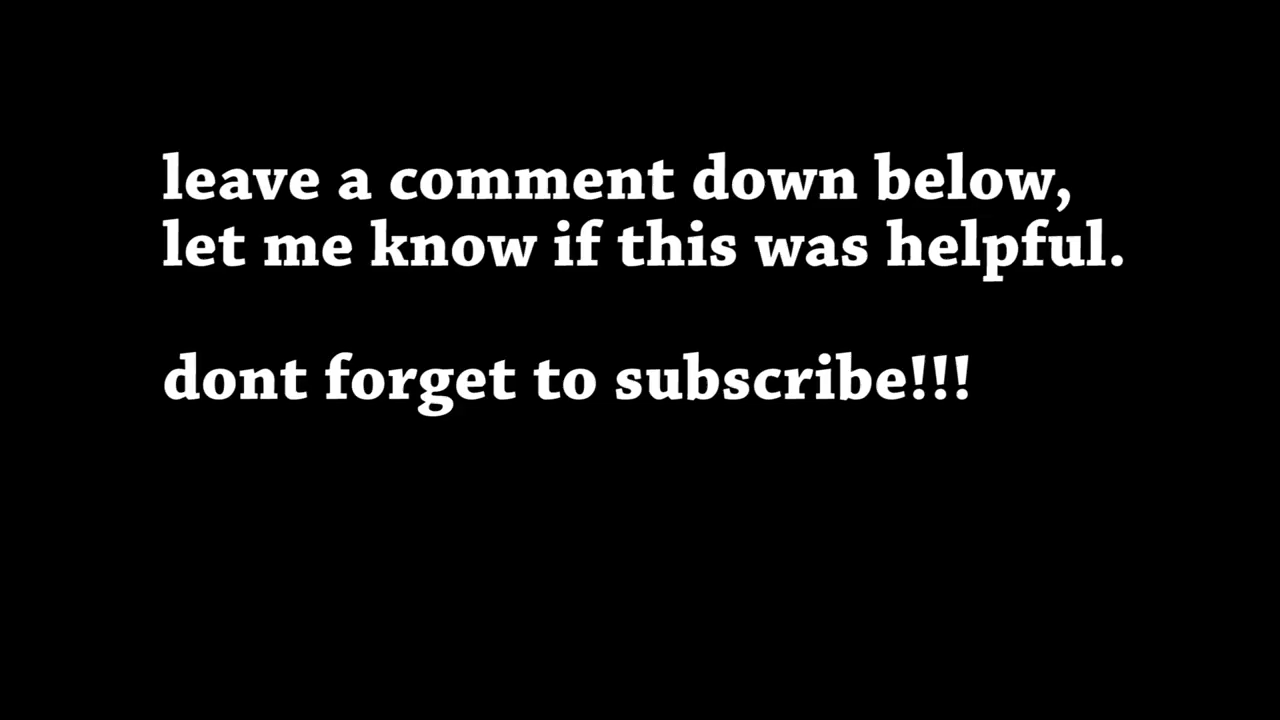 leave a comment down below,
let me know if this was helpful.
dont forget to subscribe!!!